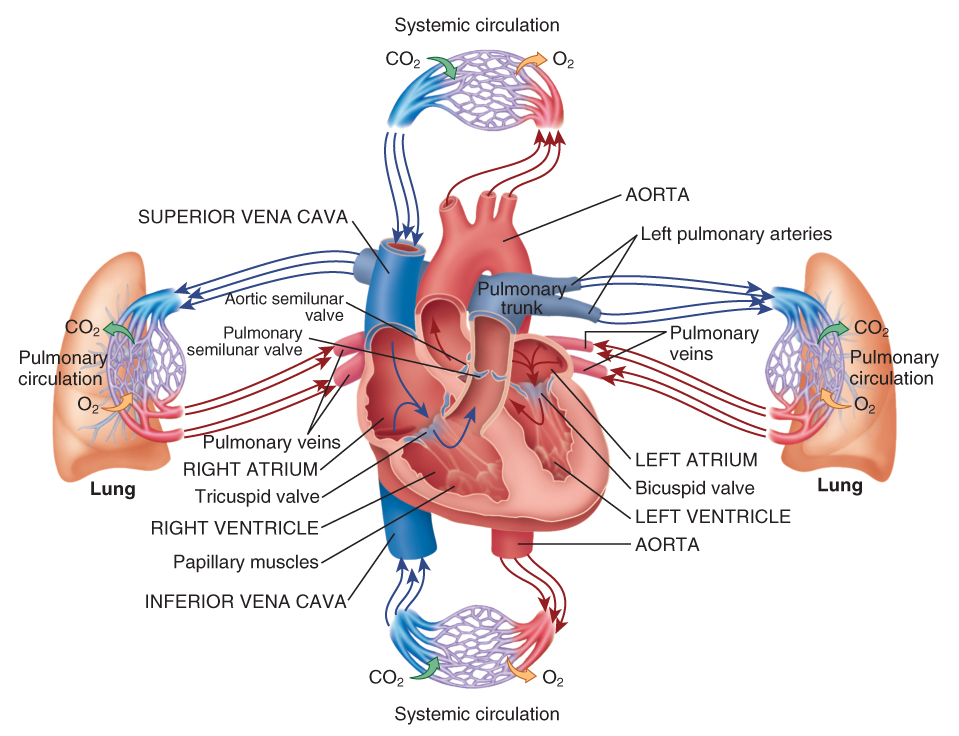 Systemic circulation
CO2
O2
SUPERIOR VENA CAVA
AORTA
Left pulmonary arteries
Aortic semilunar
valve
Pulmonary
trunk
Pulmonary
semilunar valve
Pulmonary
veins
CO2
Pulmonary
circulation
O2
CO2
Pulmonary
circulation
O2
Pulmonary veins
RIGHT ATRIUM
Lung
Tricuspid valve
RIGHT VENTRICLE
Papillary muscles
INFERIOR VENA CAVA
LEFT ATRIUM
Bicuspid valve
LEFT VENTRICLE
AORTA
Lung
CO2
O2
Systemic circulation